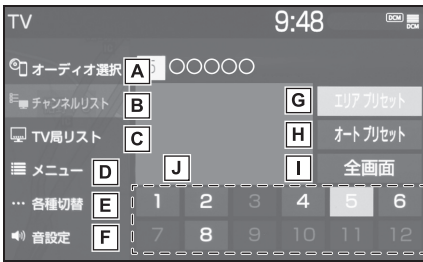 TV 9:48 DCM DCM
オーディオ選択 A 5 ○○○○○
チャンネルリスト B G エリアプリセット
TV局リスト C H オートプリセット
メニュー D J I 全画面
各種切替 E 1 2 3 4 5 6
音設定 F 7 8 9 10 11 12